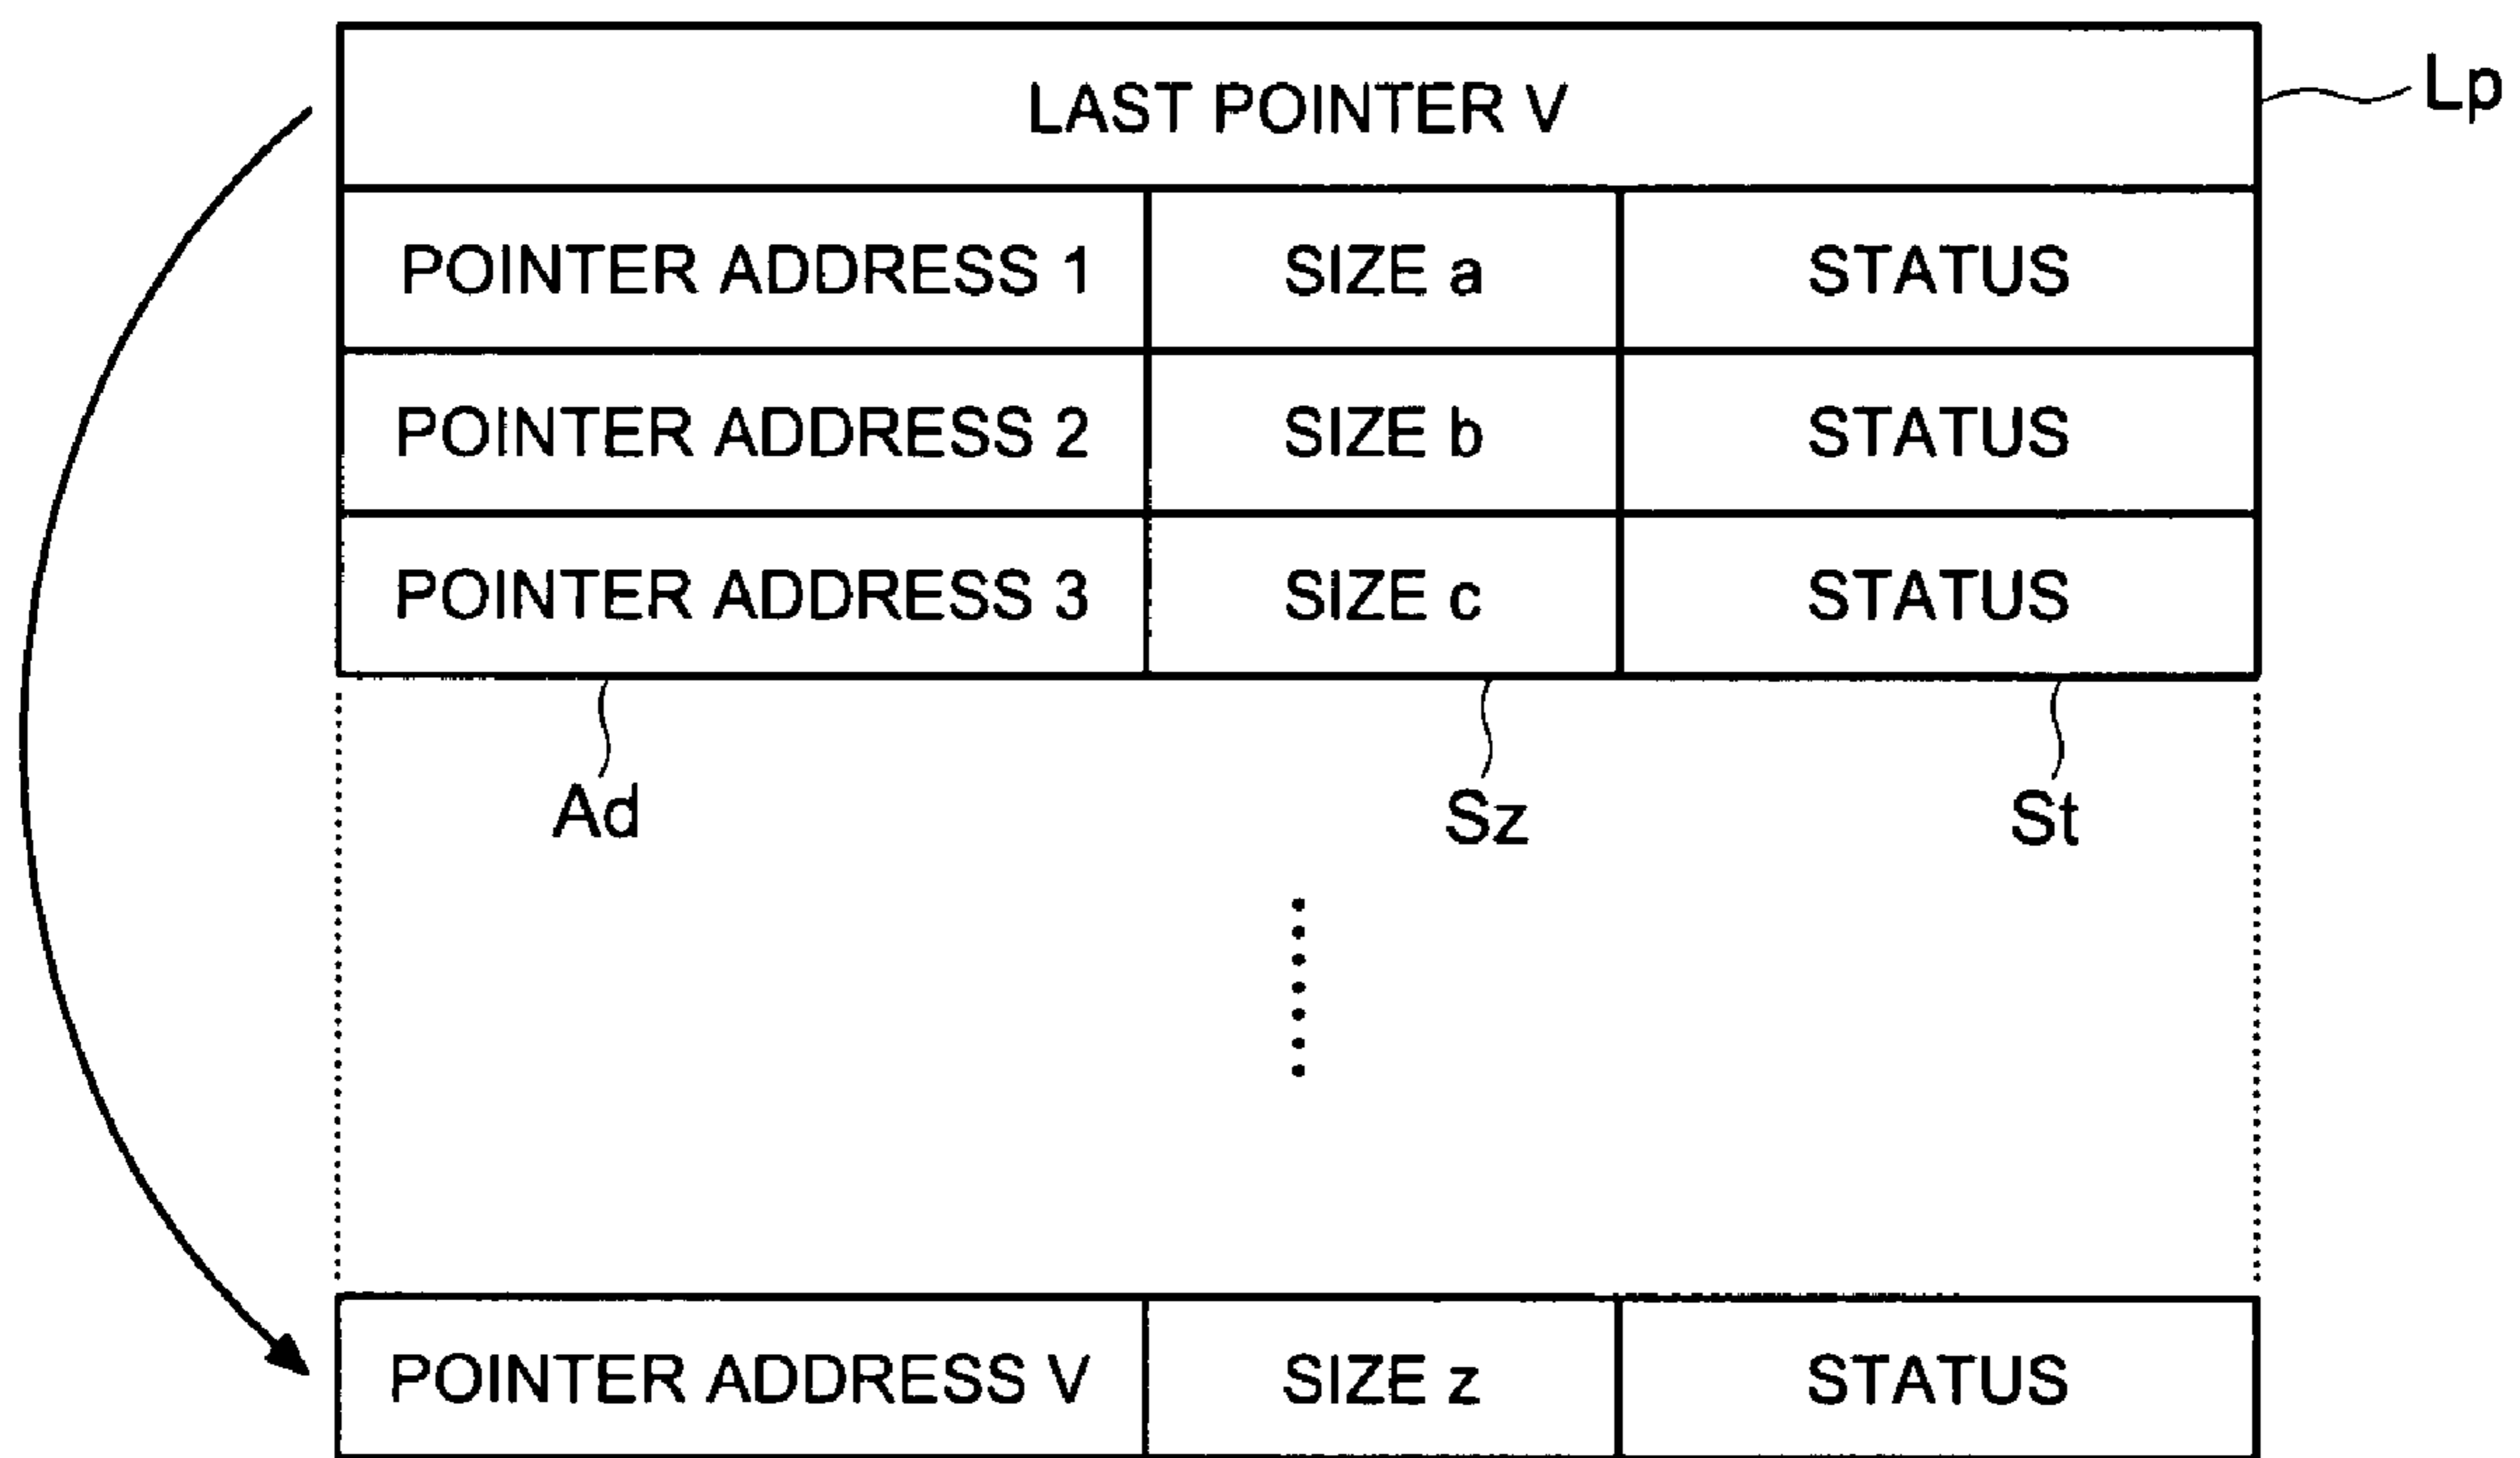 LAST POINTER V
Lp
POINTER ADDRESS 1 SIZE a STATUS
POINTER ADDRESS 2 SIZE b STATUS
POINTER ADDRESS 3 SIZE c STATUS
Ad Sz St
POINTER ADDRESS V SIZE z STATUS